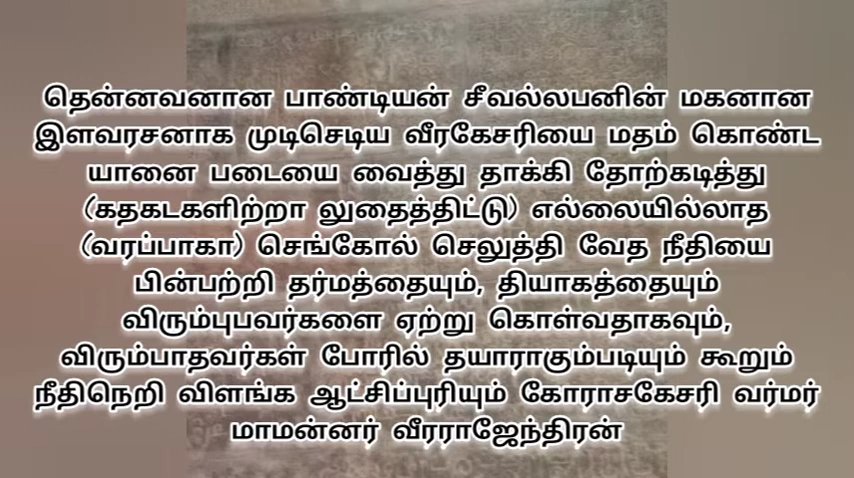 தென்னவனான பாண்டியன் சீவல்லபனின் மகனான
இளவரசனாக முடிசெடிய வீரகேசரியை மதம் கொண்ட
யானை படையை வைத்து தாக்கி தோற்கடித்து
(கதகடகளிற்றா லுதைத்திட்டு) எல்லையில்லாத
(வரப்பாகா) செங்கோல் செலுத்தி வேத நீதியை
பின்பற்றி தர்மத்தையும், தியாகத்தையும்
விரும்புபவர்களை ஏற்று கொள்வதாகவும்,
விரும்பாதவர்கள் போரில் தயாராகும்படியும் கூறும்
நீதிநெறி விளங்க ஆட்சிப்புரியும் கோராசகேசரி வர்மர்
மாமன்னர் வீரராஜேந்திரன்